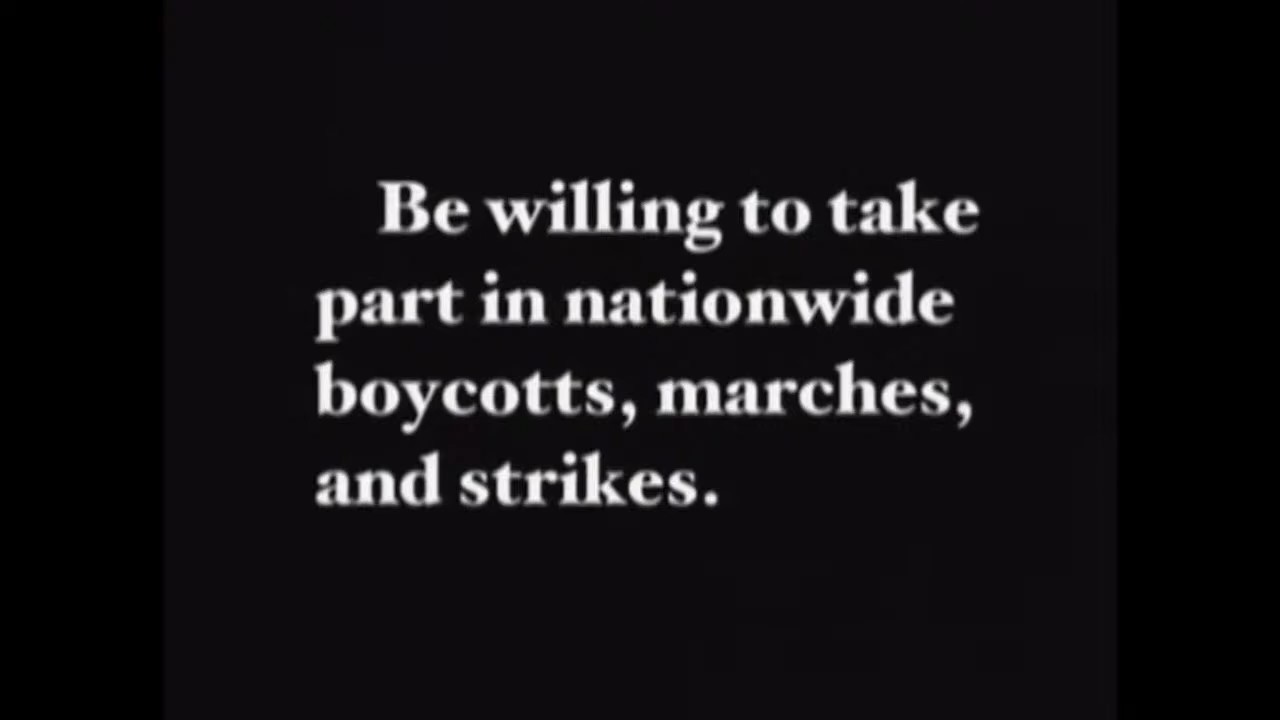 Be willing to take
part in nationwide
boycotts, marches,
and strikes.